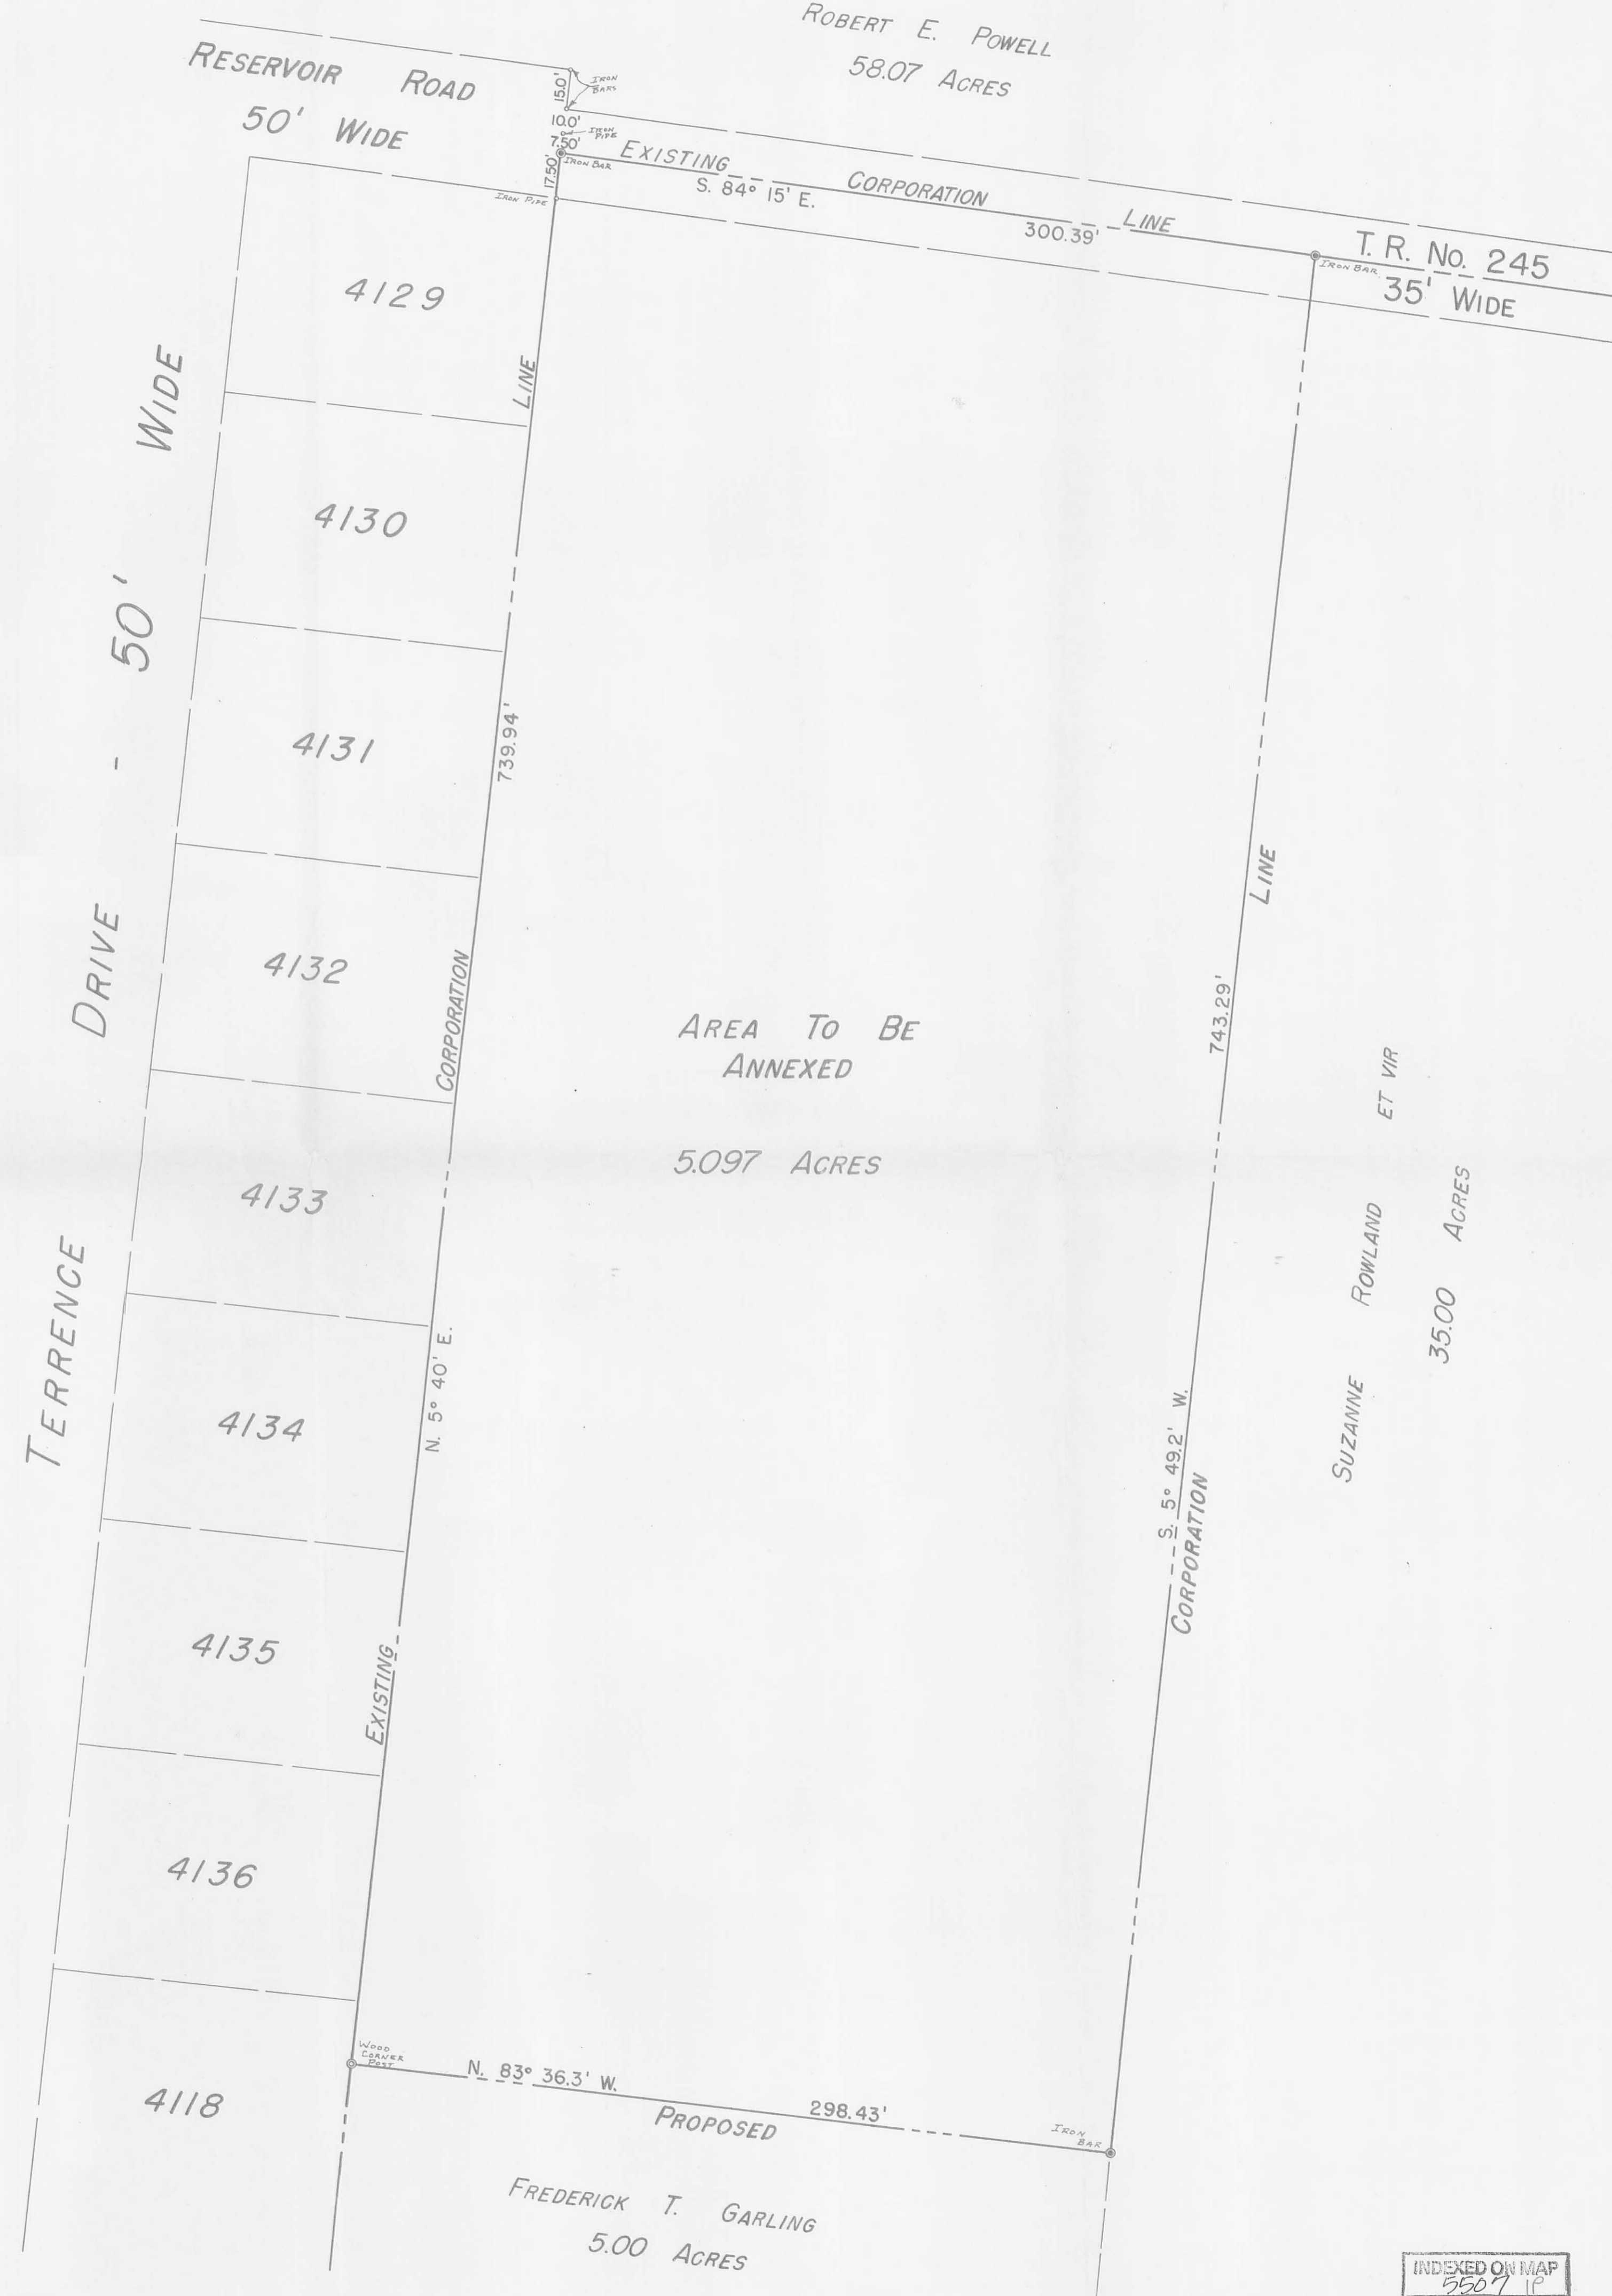 ROBERT E. POWELL
58.07 ACRES
RESERVOIR ROAD
50' WIDE
15.0'
IRON
BARS
10.0'
IRON
PIPE
7.50'
IRON BAR
17.50'
IRON PIPE
EXISTING CORPORATION LINE
S. 84° 15' E.
300.39'
T. R. No. 245
35' WIDE
IRON BAR
4129
4130
4131
4132
4133
4134
4135
4136
4118
TERRENCE DRIVE - 50' WIDE
EXISTING CORPORATION LINE
N. 5° 40' E.
739.94'
AREA TO BE
ANNEXED
5.097 ACRES
743.29'
S. 5° 49.2' W.
CORPORATION LINE
SUZANNE ROWLAND ET VIR
35.00 ACRES
WOOD
CORNER
POST
N. 83° 36.3' W.
298.43'
PROPOSED
IRON
BAR
FREDERICK T. GARLING
5.00 ACRES
INDEXED ON MAP
5507 IP